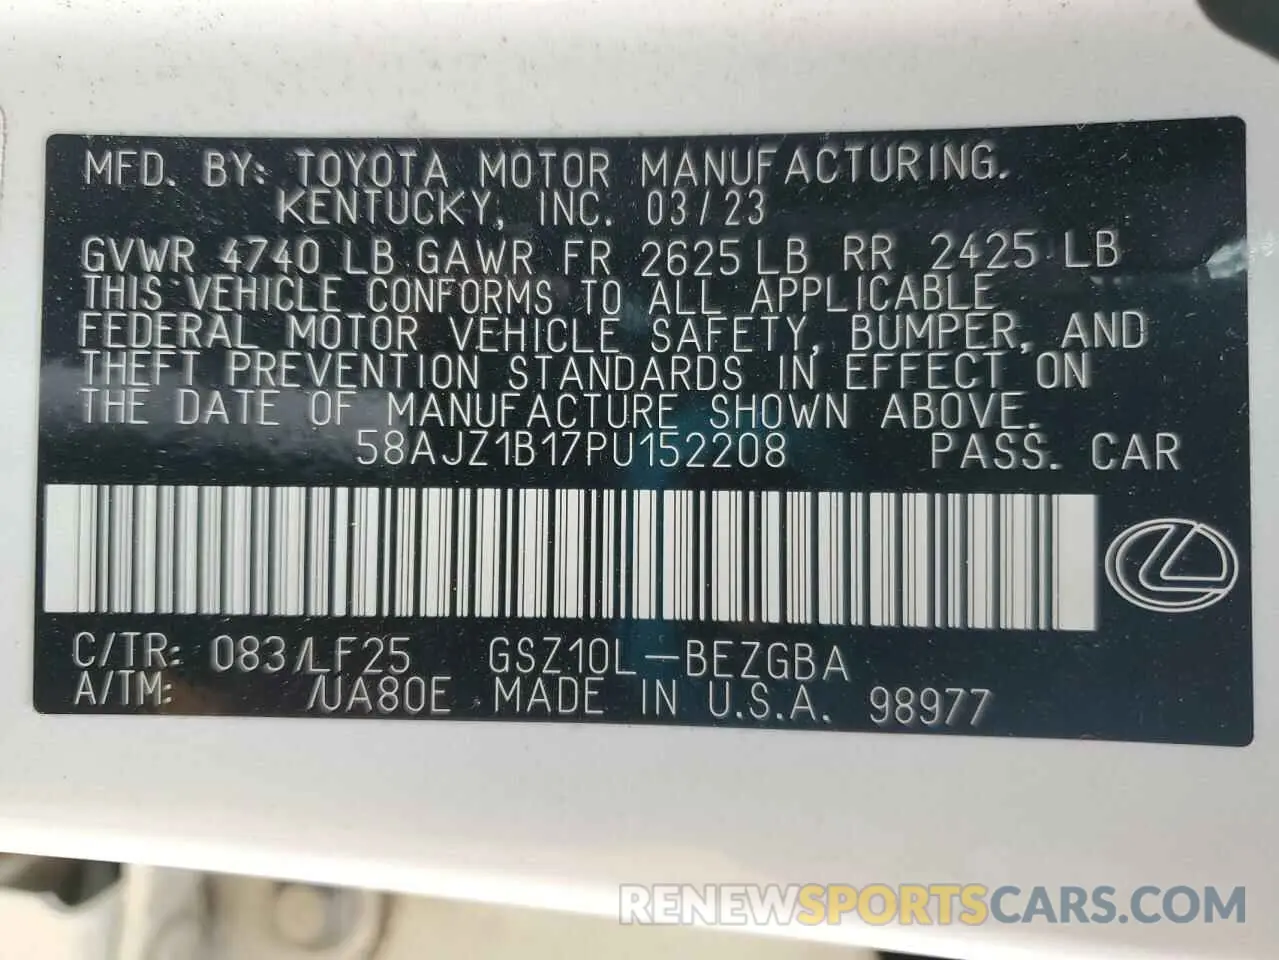 MFD. BY: TOYOTA MOTOR MANUFACTURING.
KENTUCKY, INC. 03/23
GVWR 4740 LB GAWR FR 2625 LB RR 2425 LB
THIS VEHICLE CONFORMS TO ALL APPLICABLE
FEDERAL MOTOR VEHICLE SAFETY, BUMPER, AND
THEFT PREVENTION STANDARDS IN EFFECT ON
THE DATE OF MANUFACTURE SHOWN ABOVE.
58AJZ1B17PU152208 PASS. CAR
C/TR: 083/LF25 GSZ10L-BEZGBA
A/TM: /UA80E MADE IN U.S.A. 98977
RENEWSPORTSCARS.COM 2208